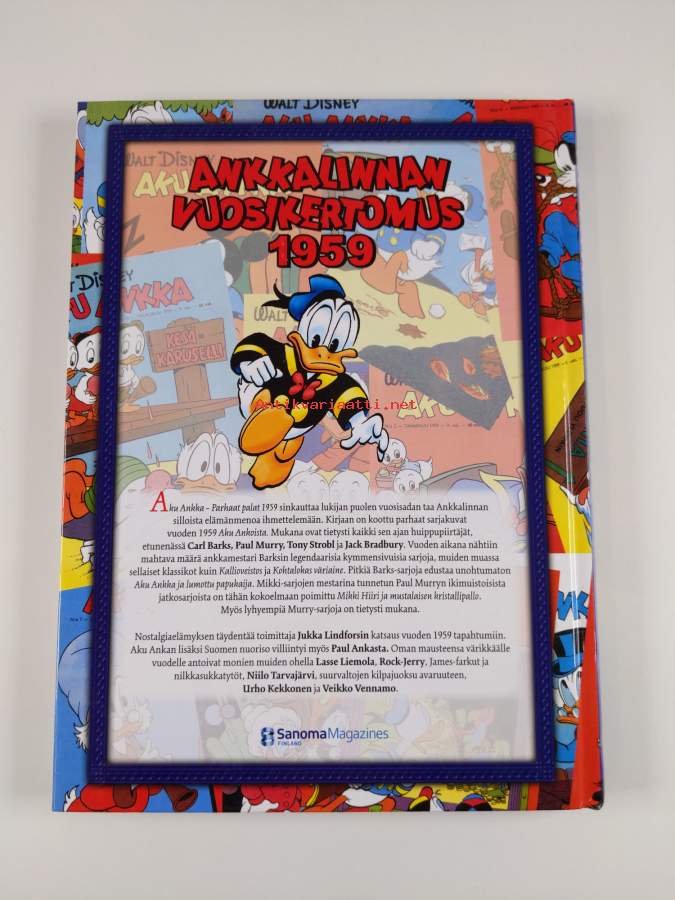 WALT DISNEY
WALT DISNEY
AKU
ANKKALINNAN
VUOSIKERTOMUS
1959
KESÄ-
KARUSELLI
WALT
Antikvariaatti.net
Aku Ankka – Parhaat palat 1959 sinkauttaa lukijan puolen vuosisadan taa Ankkalinnan
silloista elämänmenoa ihmettelemään. Kirjaan on koottu parhaat sarjakuvat
vuoden 1959 Aku Ankoista. Mukana ovat tietysti kaikki sen ajan huippupiirtäjät,
etunenässä Carl Barks, Paul Murry, Tony Strobl ja Jack Bradbury. Vuoden aikana nähtiin
mahtava määrä ankkamestari Barksin legendaarisia kymmensivuisia sarjoja, muiden muassa
sellaiset klassikot kuin Kallioveistos ja Kohtalokas väriaine. Pitkiä Barks-sarjoja edustaa unohtumaton
Aku Ankka ja lumottu papukaija. Mikki-sarjojen mestarina tunnetun Paul Murryn ikimuistoisista
jatkosarjoista on tähän kokoelmaan poimittu Mikki Hiiri ja mustalaisen kristallipallo.
Myös lyhyempiä Murry-sarjoja on tietysti mukana.
Nostalgiaelämyksen täydentää toimittaja Jukka Lindforsin katsaus vuoden 1959 tapahtumiin.
Aku Ankan lisäksi Suomen nuoriso villiintyi myös Paul Ankasta. Oman mausteensa värikkäälle
vuodelle antoivat monien muiden ohella Lasse Liemola, Rock-Jerry, James-farkut ja
nilkkasukkatytöt, Niilo Tarvajärvi, suurvaltojen kilpajuoksu avaruuteen,
Urho Kekkonen ja Veikko Vennamo.
SanomaMagazines
FINLAND